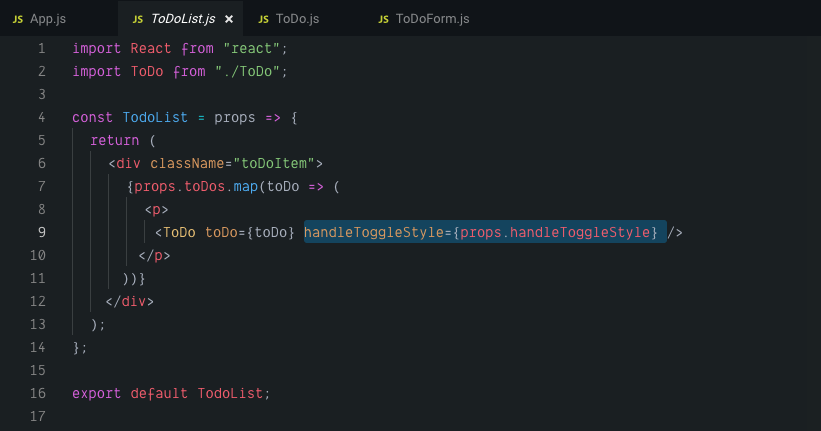 JS App.js JS ToDoList.js × JS ToDo.js JS ToDoForm.js
1 import React from "react";
2 import ToDo from "./ToDo";
3
4 const TodoList = props => {
5 return (
6 <div className="toDoItem">
7 {props.toDos.map(toDo => (
8 <p>
9 <ToDo toDo={toDo} handleToggleStyle={props.handleToggleStyle} />
10 </p>
11 ))}
12 </div>
13 );
14 };
15
16 export default TodoList;
17